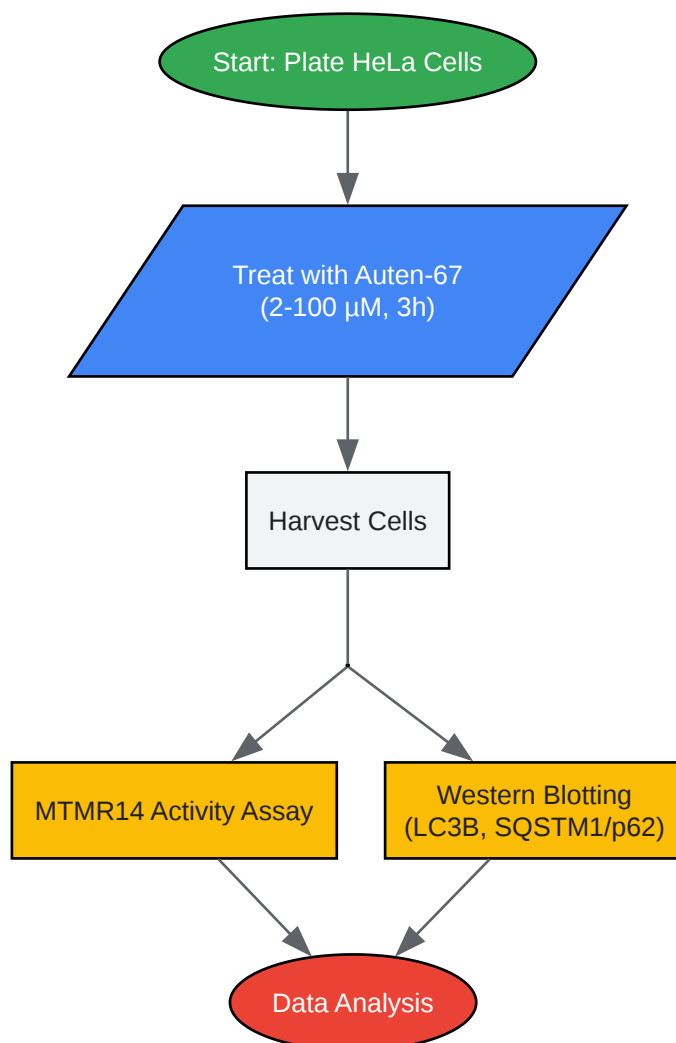 Start: Plate HeLa Cells
Treat with Auten-67
(2-100 µM, 3h)
Harvest Cells
MTMR14 Activity Assay
Western Blotting
(LC3B, SQSTM1/p62)
Data Analysis